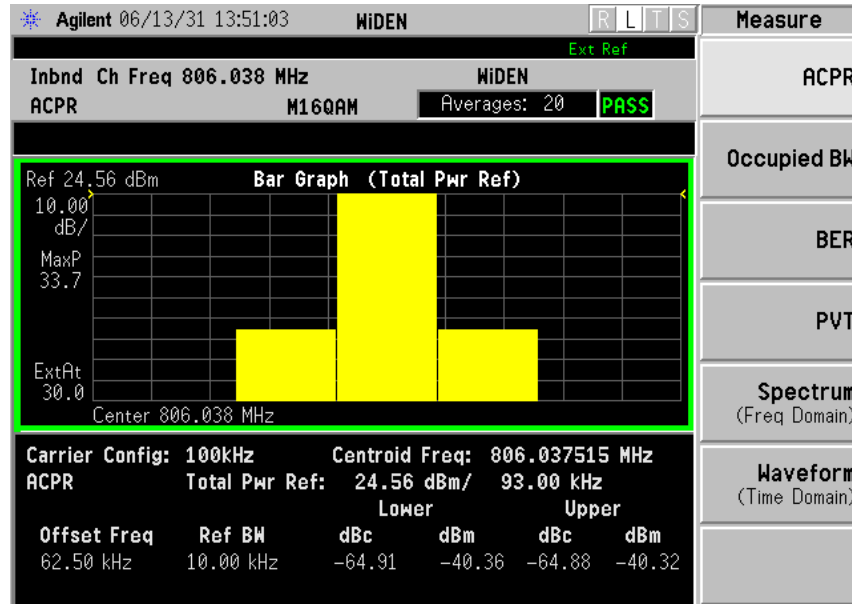 Agilent 06/13/31 13:51:03 WiDEN R L T S Measure
Ext Ref
Inbnd Ch Freq 806.038 MHz WiDEN
ACPR M16QAM Averages: 20 PASS
Ref 24.56 dBm Bar Graph (Total Pwr Ref)
10.00
dB/
MaxP
33.7
ExtAt
30.0
Center 806.038 MHz
Carrier Config: 100kHz Centroid Freq: 806.037515 MHz
ACPR Total Pwr Ref: 24.56 dBm/ 93.00 kHz
Lower Upper
Offset Freq Ref BW dBc dBm dBc dBm
62.50 kHz 10.00 kHz -64.91 -40.36 -64.88 -40.32
ACPR
Occupied BW
BER
PVT
Spectrum
(Freq Domain)
Waveform
(Time Domain)